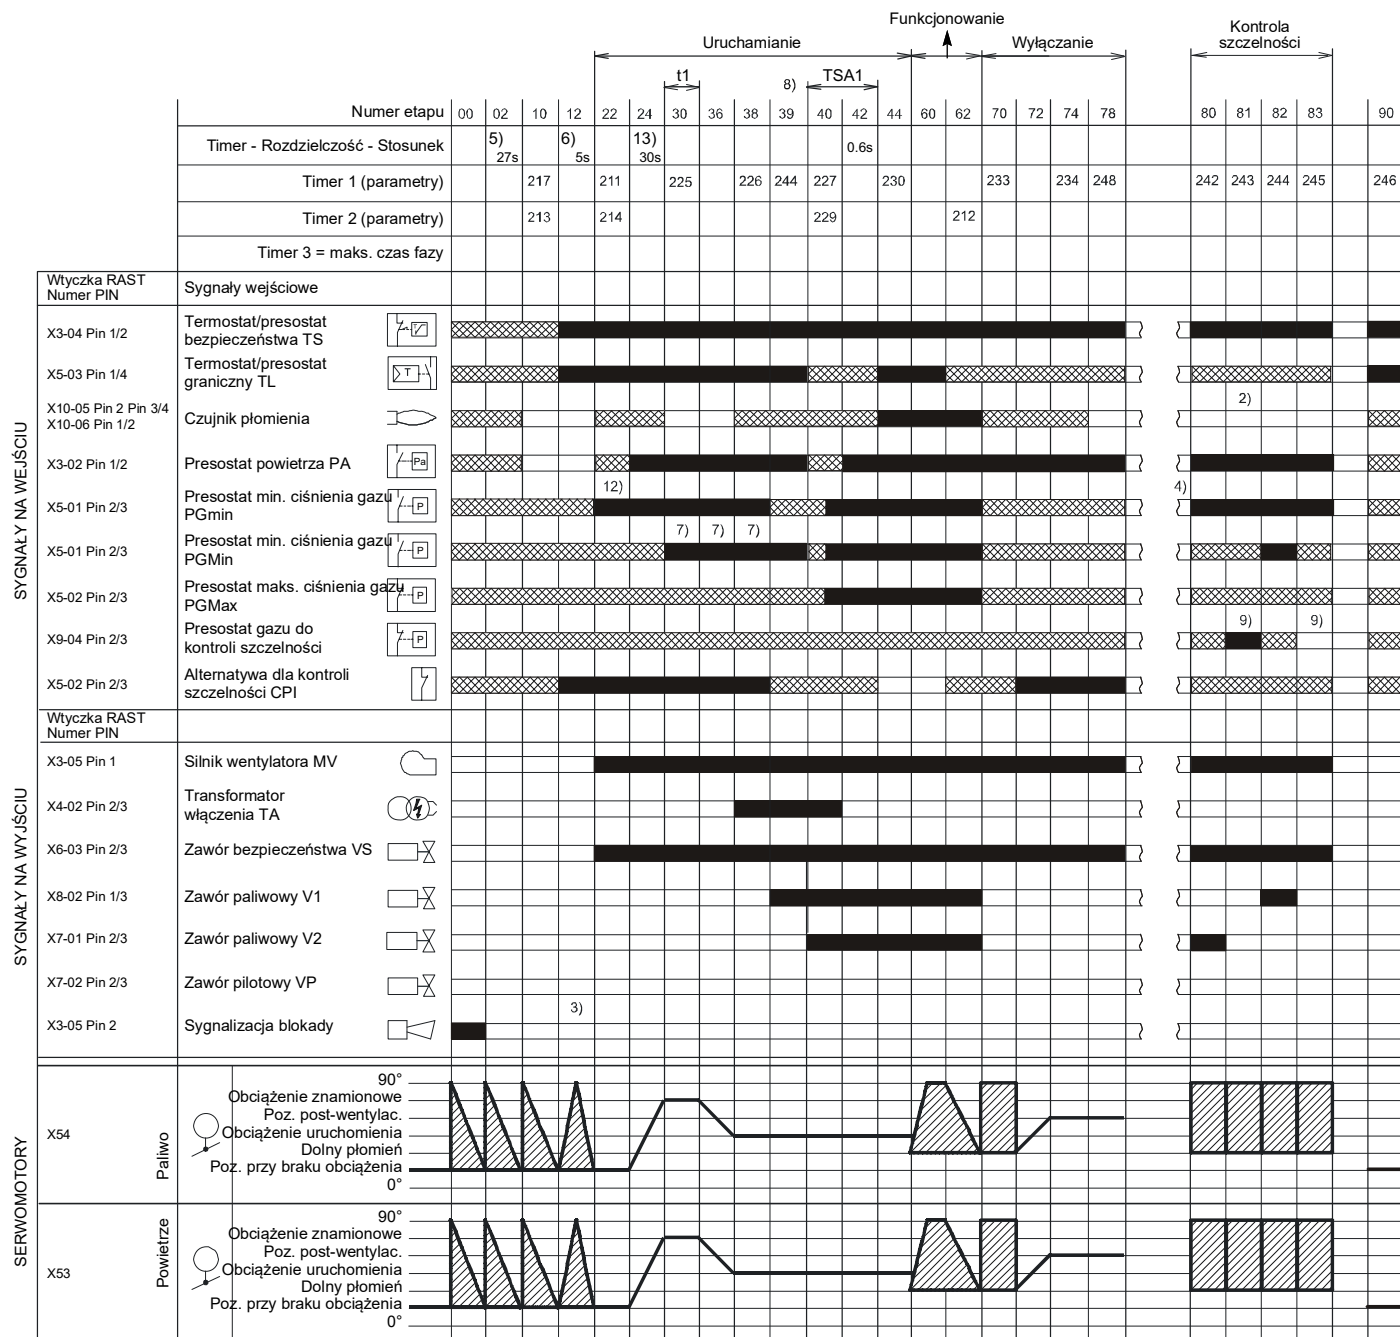 Funkcjonowanie
Kontrola
szczelności
Uruchamianie
Wyłączanie
t1
8)
TSA1
Numer etapu 00 02 10 12 22 24 30 36 38 39 40 42 44 60 62 70 72 74 78 80 81 82 83 90
Timer - Rozdzielczość - Stosunek 5) 27s 6) 5s 13) 30s 0.6s
Timer 1 (parametry) 217 211 225 226 244 227 230 233 234 248 242 243 244 245 246
Timer 2 (parametry) 213 214 229 212
Timer 3 = maks. czas fazy
Wtyczka RAST
Numer PIN
Sygnały wejściowe
SYGNAŁY NA WEJŚCIU
X3-04 Pin 1/2
Termostat/presostat
bezpieczeństwa TS
X5-03 Pin 1/4
Termostat/presostat
graniczny TL
T
2)
X10-05 Pin 2 Pin 3/4
X10-06 Pin 1/2
Czujnik płomienia
X3-02 Pin 1/2
Presostat powietrza PA
Pa
12)
4)
X5-01 Pin 2/3
Presostat min. ciśnienia gazu
PGmin
P
7) 7) 7)
X5-01 Pin 2/3
Presostat min. ciśnienia gazu
PGMin
P
X5-02 Pin 2/3
Presostat maks. ciśnienia gazu
PGMax
P
9) 9)
X9-04 Pin 2/3
Presostat gazu do
kontroli szczelności
P
X5-02 Pin 2/3
Alternatywa dla kontroli
szczelności CPI
Wtyczka RAST
Numer PIN
SYGNAŁY NA WYJŚCIU
X3-05 Pin 1
Silnik wentylatora MV
X4-02 Pin 2/3
Transformator
włączenia TA
X6-03 Pin 2/3
Zawór bezpieczeństwa VS
X8-02 Pin 1/3
Zawór paliwowy V1
X7-01 Pin 2/3
Zawór paliwowy V2
X7-02 Pin 2/3
Zawór pilotowy VP
3)
X3-05 Pin 2
Sygnalizacja blokady
SERWOMOTORY
X54
Paliwo
90°
Obciążenie znamionowe
Poz. post-wentylac.
Obciążenie uruchomienia
Dolny płomień
Poz. przy braku obciążenia
0°
X53
Powietrze
90°
Obciążenie znamionowe
Poz. post-wentylac.
Obciążenie uruchomienia
Dolny płomień
Poz. przy braku obciążenia
0°